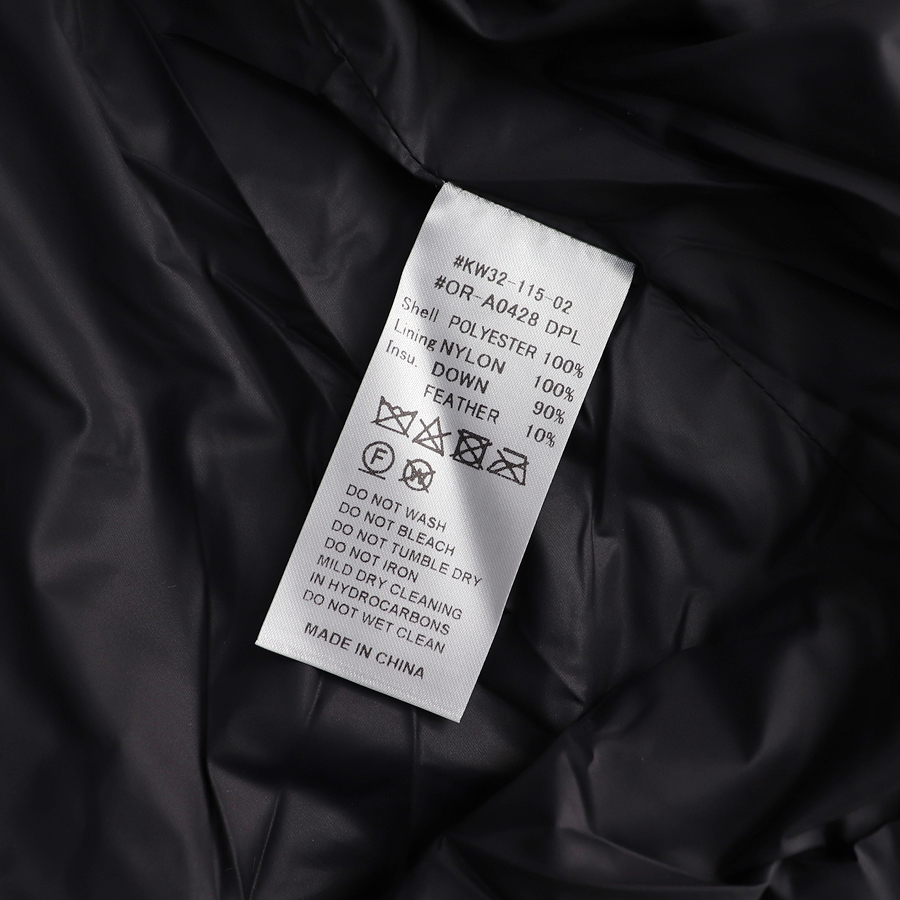 #KW32-115-02
#OR-A0428 DPL
Shell POLYESTER 100%
Lining NYLON 100%
Insu. DOWN 90%
FEATHER 10%
F W
DO NOT WASH
DO NOT BLEACH
DO NOT TUMBLE DRY
DO NOT IRON
MILD DRY CLEANING
IN HYDROCARBONS
DO NOT WET CLEAN
MADE IN CHINA